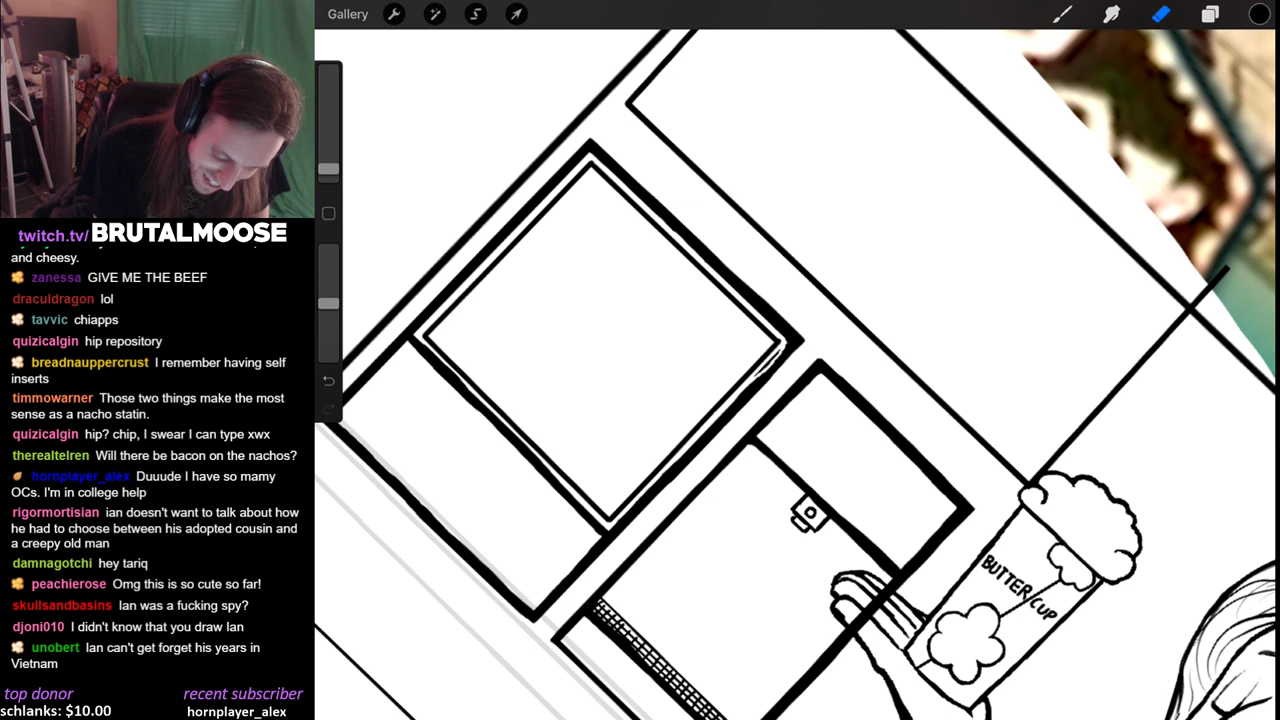 Gallery
twitch.tv/BRUTALMOOSE
and cheesy.
zanessa GIVE ME THE BEEF
draculdragon lol
tavvic chiapps
quizicalgin hip repository
breadnauppercrust I remember having self
inserts
timmowarner Those two things make the most
sense as a nacho statin.
quizicalgin hip? chip, I swear I can type xwx
therealtelren Will there be bacon on the nachos?
hornplayer_alex Duuude I have so mamy
OCs. I'm in college help
rigormortisian ian doesn't want to talk about how
he had to choose between his adopted cousin and
a creepy old man
damnagotchi hey tariq
peachierose Omg this is so cute so far!
skullsandbasins Ian was a fucking spy?
djoni010 I didn't know that you draw Ian
unobert Ian can't get forget his years in
Vietnam
top donor recent subscriber
schlanks: $10.00 hornplayer_alex
BUTTERCUP